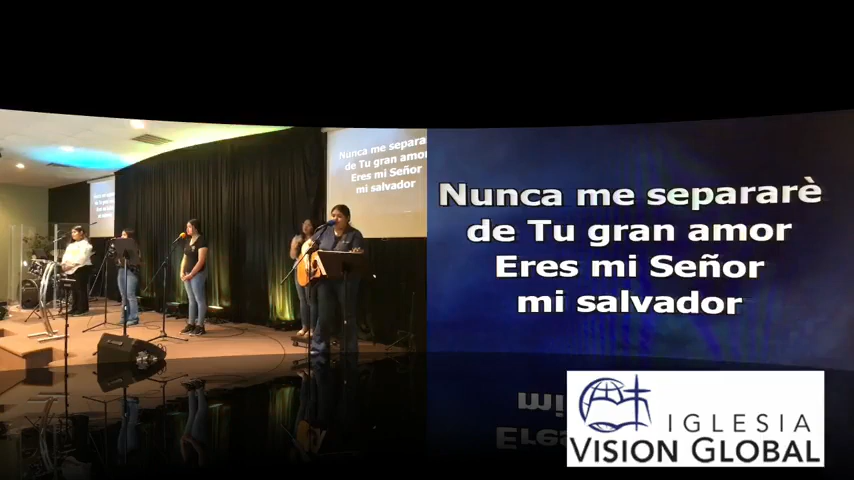 Nunca me separarè
de Tu gran amor
Eres mi Señor
mi salvador
Nunca me separar
de Tu gran amor
Eres mi Señor
mi salvador
IGLESIA
VISION GLOBAL